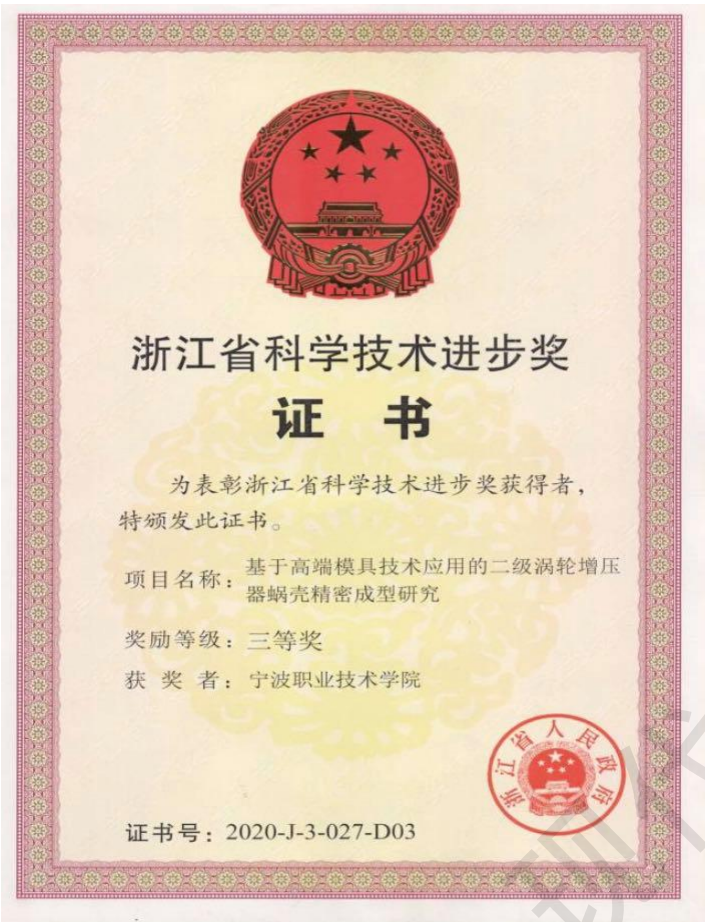 浙江省科学技术进步奖
证 书
为表彰浙江省科学技术进步奖获得者，
特颁发此证书。
项目名称：基于高端模具技术应用的二级涡轮增压
器蜗壳精密成型研究
奖励等级：三等奖
获 奖 者：宁波职业技术学院
浙江省人民政府
证书号：2020-J-3-027-D03
现代